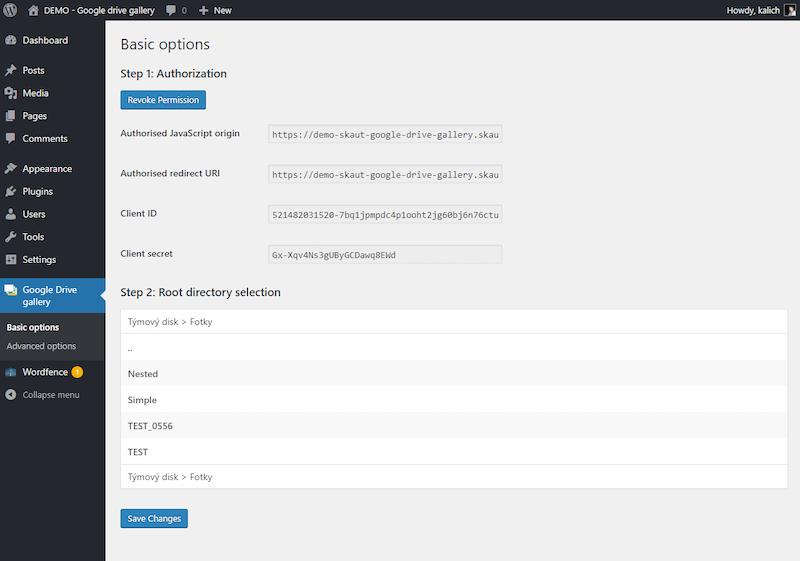 DEMO - Google drive gallery 0 New Howdy, kalich
Dashboard
Posts
Media
Pages
Comments
Appearance
Plugins
Users
Tools
Settings
Google Drive
gallery
Basic options
Advanced options
Wordfence 1
Collapse menu
Basic options
Step 1: Authorization
Revoke Permission
Authorised JavaScript origin https://demo-skaut-google-drive-gallery.skau
Authorised redirect URI https://demo-skaut-google-drive-gallery.skau
Client ID 521482031520-7bq1jpmpdc4p1ooht2jg60bj6n76ctu
Client secret Gx-Xqv4Ns3gUByGCDawq8EWd
Step 2: Root directory selection
Týmový disk > Fotky
..
Nested
Simple
TEST_0556
TEST
Týmový disk > Fotky
Save Changes